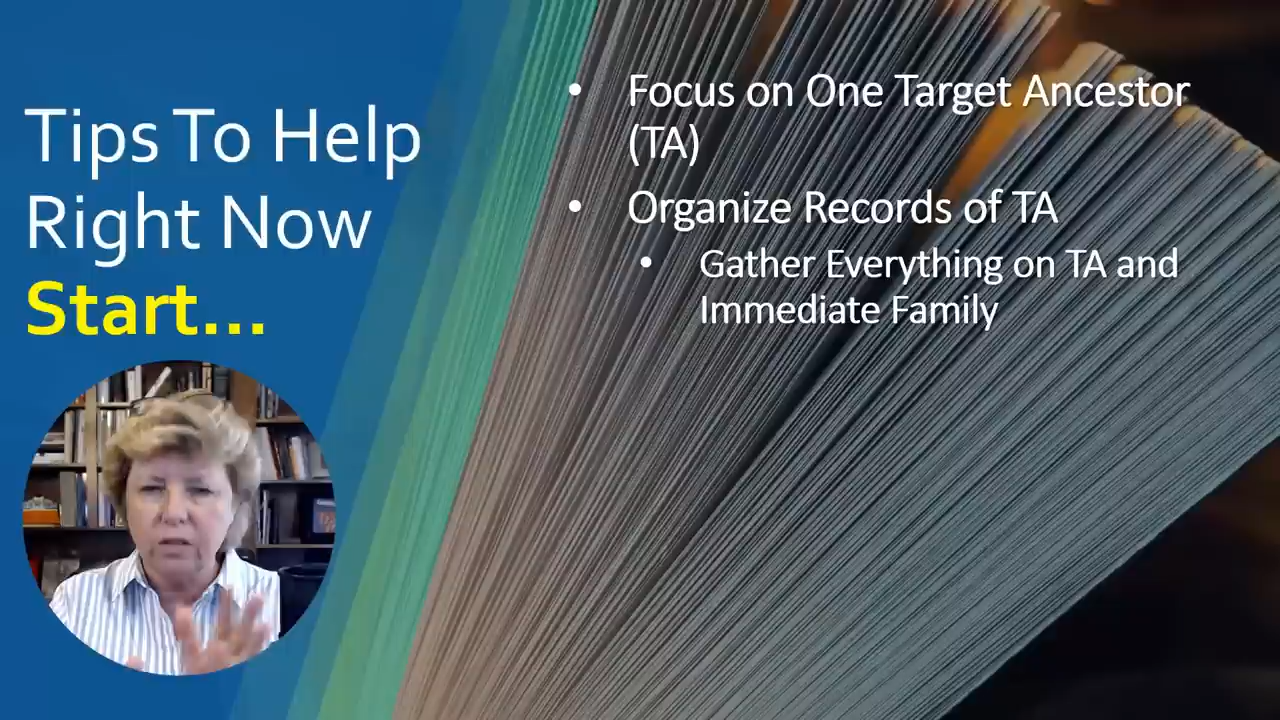 Tips To Help
Right Now
Start...
• Focus on One Target Ancestor
(TA)
• Organize Records of TA
• Gather Everything on TA and
Immediate Family